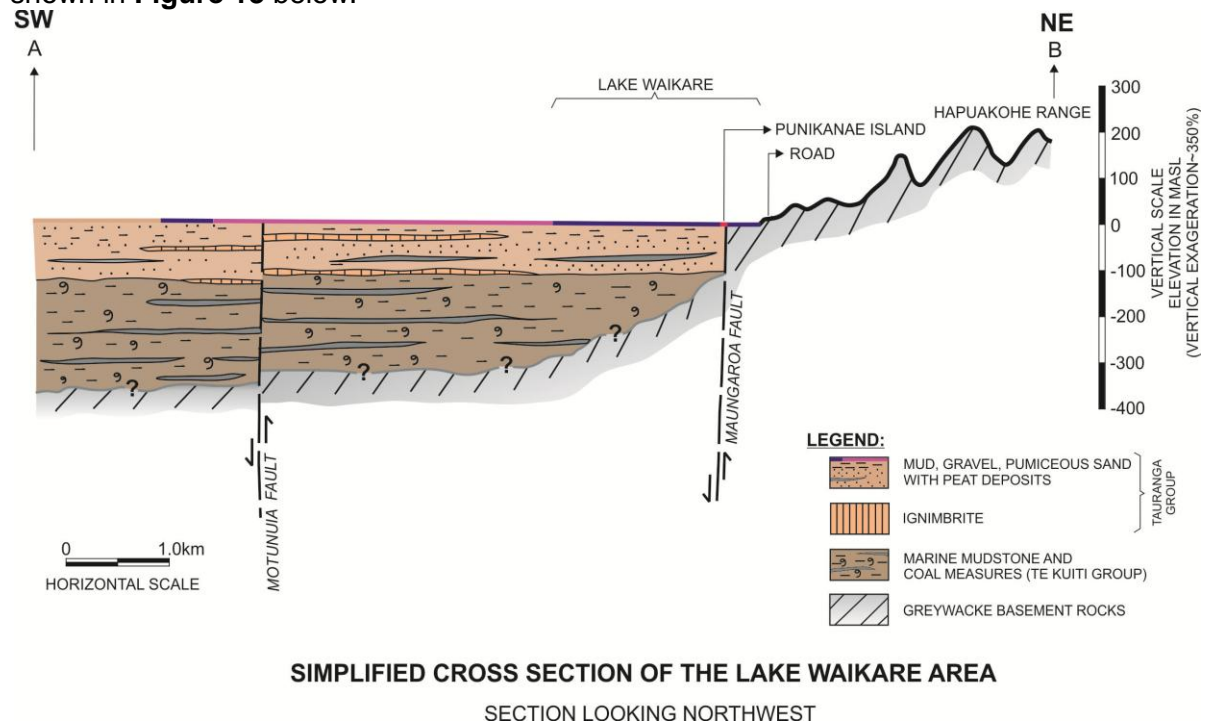 shown in Figure 15 below.
SW
A
NE
B
LAKE WAIKARE
HAPUAKOHE RANGE
PUNIKANAE ISLAND
ROAD
300
200
100
0
-100
-200
-300
-400
VERTICAL SCALE
ELEVATION IN MASL
(VERTICAL EXAGERATION~350%)
?
?
?
?
MOTUNUIA FAULT
MAUNGAROA FAULT
0 1.0km
HORIZONTAL SCALE
LEGEND:
MUD, GRAVEL, PUMICEOUS SAND
WITH PEAT DEPOSITS
IGNIMBRITE
TAURANGA
GROUP
MARINE MUDSTONE AND
COAL MEASURES (TE KUITI GROUP)
GREYWACKE BASEMENT ROCKS
SIMPLIFIED CROSS SECTION OF THE LAKE WAIKARE AREA
SECTION LOOKING NORTHWEST